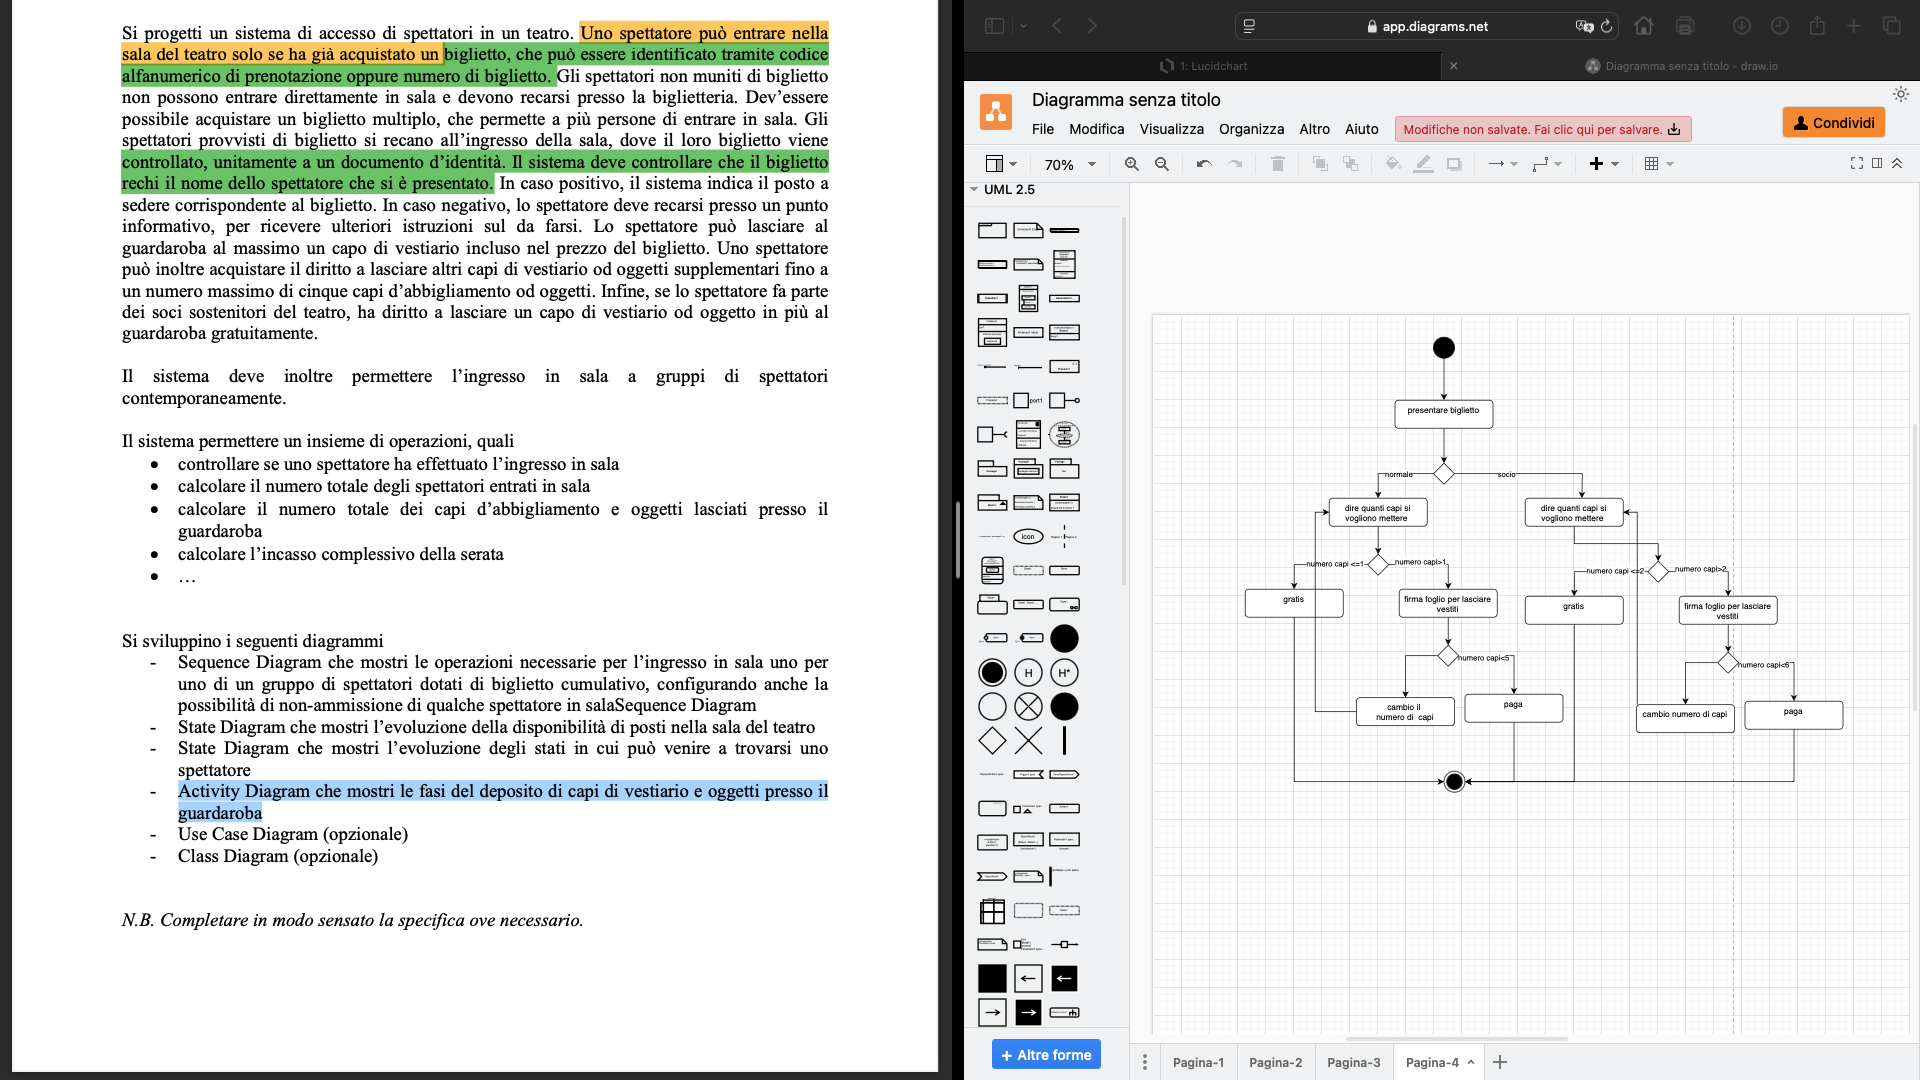 Si progetti un sistema di accesso di spettatori in un teatro. Uno spettatore può entrare nella
sala del teatro solo se ha già acquistato un biglietto, che può essere identificato tramite codice
alfanumerico di prenotazione oppure numero di biglietto. Gli spettatori non muniti di biglietto
non possono entrare direttamente in sala e devono recarsi presso la biglietteria. Dev'essere
possibile acquistare un biglietto multiplo, che permette a più persone di entrare in sala. Gli
spettatori provvisti di biglietto si recano all'ingresso della sala, dove il loro biglietto viene
controllato, unitamente a un documento d'identità. Il sistema deve controllare che il biglietto
rechi il nome dello spettatore che si è presentato. In caso positivo, il sistema indica il posto a
sedere corrispondente al biglietto. In caso negativo, lo spettatore deve recarsi presso un punto
informativo, per ricevere ulteriori istruzioni sul da farsi. Lo spettatore può lasciare al
guardaroba al massimo un capo di vestiario incluso nel prezzo del biglietto. Uno spettatore
può inoltre acquistare il diritto a lasciare altri capi di vestiario od oggetti supplementari fino a
un numero massimo di cinque capi d'abbigliamento od oggetti. Infine, se lo spettatore fa parte
dei soci sostenitori del teatro, ha diritto a lasciare un capo di vestiario od oggetto in più al
guardaroba gratuitamente.
Il sistema deve inoltre permettere l'ingresso in sala a gruppi di spettatori
contemporaneamente.
Il sistema permettere un insieme di operazioni, quali
• controllare se uno spettatore ha effettuato l'ingresso in sala
• calcolare il numero totale degli spettatori entrati in sala
• calcolare il numero totale dei capi d'abbigliamento e oggetti lasciati presso il
guardaroba
• calcolare l'incasso complessivo della serata
• …
Si sviluppino i seguenti diagrammi
- Sequence Diagram che mostri le operazioni necessarie per l'ingresso in sala uno per
uno di un gruppo di spettatori dotati di biglietto cumulativo, configurando anche la
possibilità di non-ammissione di qualche spettatore in salaSequence Diagram
- State Diagram che mostri l'evoluzione della disponibilità di posti nella sala del teatro
- State Diagram che mostri l'evoluzione degli stati in cui può venire a trovarsi uno
spettatore
- Activity Diagram che mostri le fasi del deposito di capi di vestiario e oggetti presso il
guardaroba
- Use Case Diagram (opzionale)
- Class Diagram (opzionale)
N.B. Completare in modo sensato la specifica ove necessario.
app.diagrams.net
1: Lucidchart
Diagramma senza titolo - draw.io
Diagramma senza titolo
File Modifica Visualizza Organizza Altro Aiuto
Modifiche non salvate. Fai clic qui per salvare.
Condividi
70%
UML 2.5
port1
icon
H
H*
presentare biglietto
normale
socio
dire quanti capi si
vogliono mettere
dire quanti capi si
vogliono mettere
numero capi <=1
numero capi>1
numero capi <=2
numero capi>2
gratis
firma foglio per lasciare
vestiti
gratis
firma foglio per lasciare
vestiti
numero capi<5
numero capi<6
cambio il
numero di capi
paga
cambio numero di capi
paga
+ Altre forme
Pagina-1
Pagina-2
Pagina-3
Pagina-4